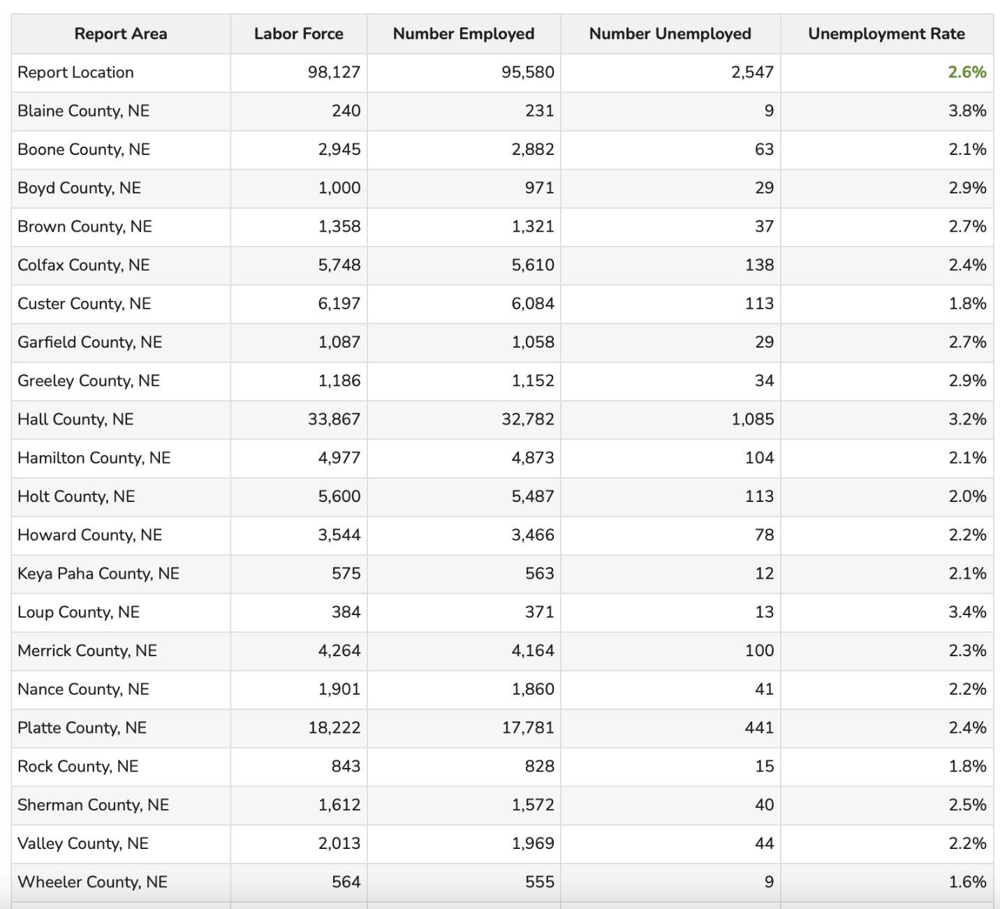 Report Area Labor Force Number Employed Number Unemployed Unemployment Rate
Report Location 98,127 95,580 2,547 2.6%
Blaine County, NE 240 231 9 3.8%
Boone County, NE 2,945 2,882 63 2.1%
Boyd County, NE 1,000 971 29 2.9%
Brown County, NE 1,358 1,321 37 2.7%
Colfax County, NE 5,748 5,610 138 2.4%
Custer County, NE 6,197 6,084 113 1.8%
Garfield County, NE 1,087 1,058 29 2.7%
Greeley County, NE 1,186 1,152 34 2.9%
Hall County, NE 33,867 32,782 1,085 3.2%
Hamilton County, NE 4,977 4,873 104 2.1%
Holt County, NE 5,600 5,487 113 2.0%
Howard County, NE 3,544 3,466 78 2.2%
Keya Paha County, NE 575 563 12 2.1%
Loup County, NE 384 371 13 3.4%
Merrick County, NE 4,264 4,164 100 2.3%
Nance County, NE 1,901 1,860 41 2.2%
Platte County, NE 18,222 17,781 441 2.4%
Rock County, NE 843 828 15 1.8%
Sherman County, NE 1,612 1,572 40 2.5%
Valley County, NE 2,013 1,969 44 2.2%
Wheeler County, NE 564 555 9 1.6%